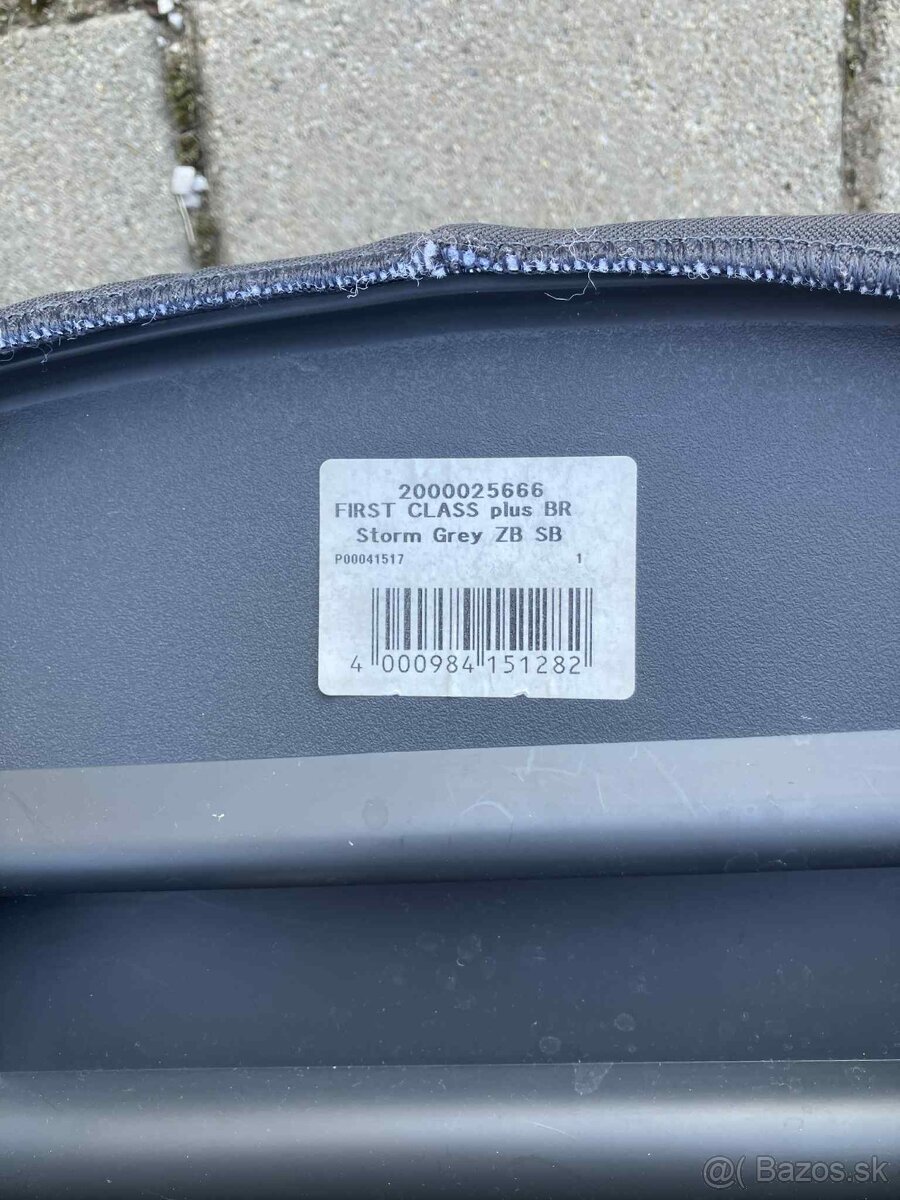 2000025666
FIRST CLASS plus BR
Storm Grey ZB SB
P00041517 1
4 000984 151282
@( Bazos.sk